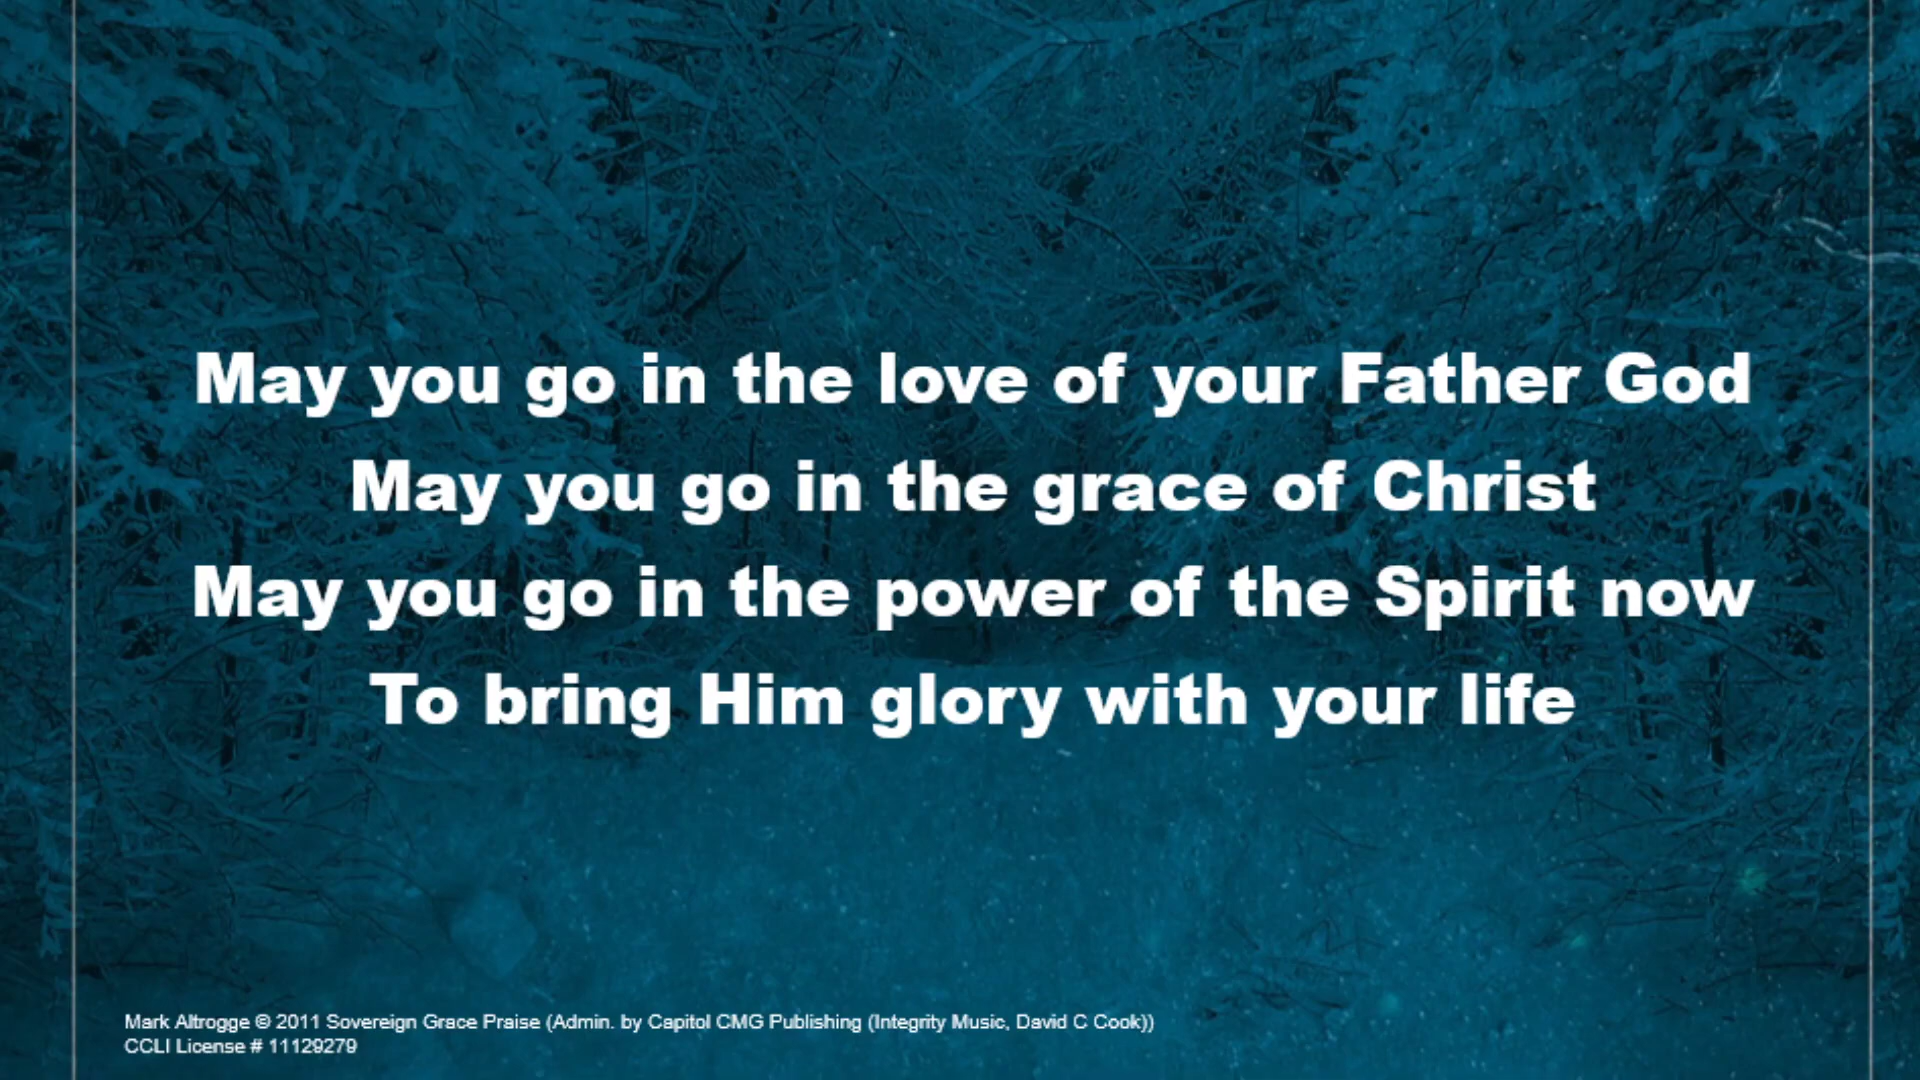 May you go in the love of your Father God
May you go in the grace of Christ
May you go in the power of the Spirit now
To bring Him glory with your life
Mark Altrogge © 2011 Sovereign Grace Praise (Admin. by Capitol CMG Publishing (Integrity Music, David C Cook))
CCLI License # 11129279